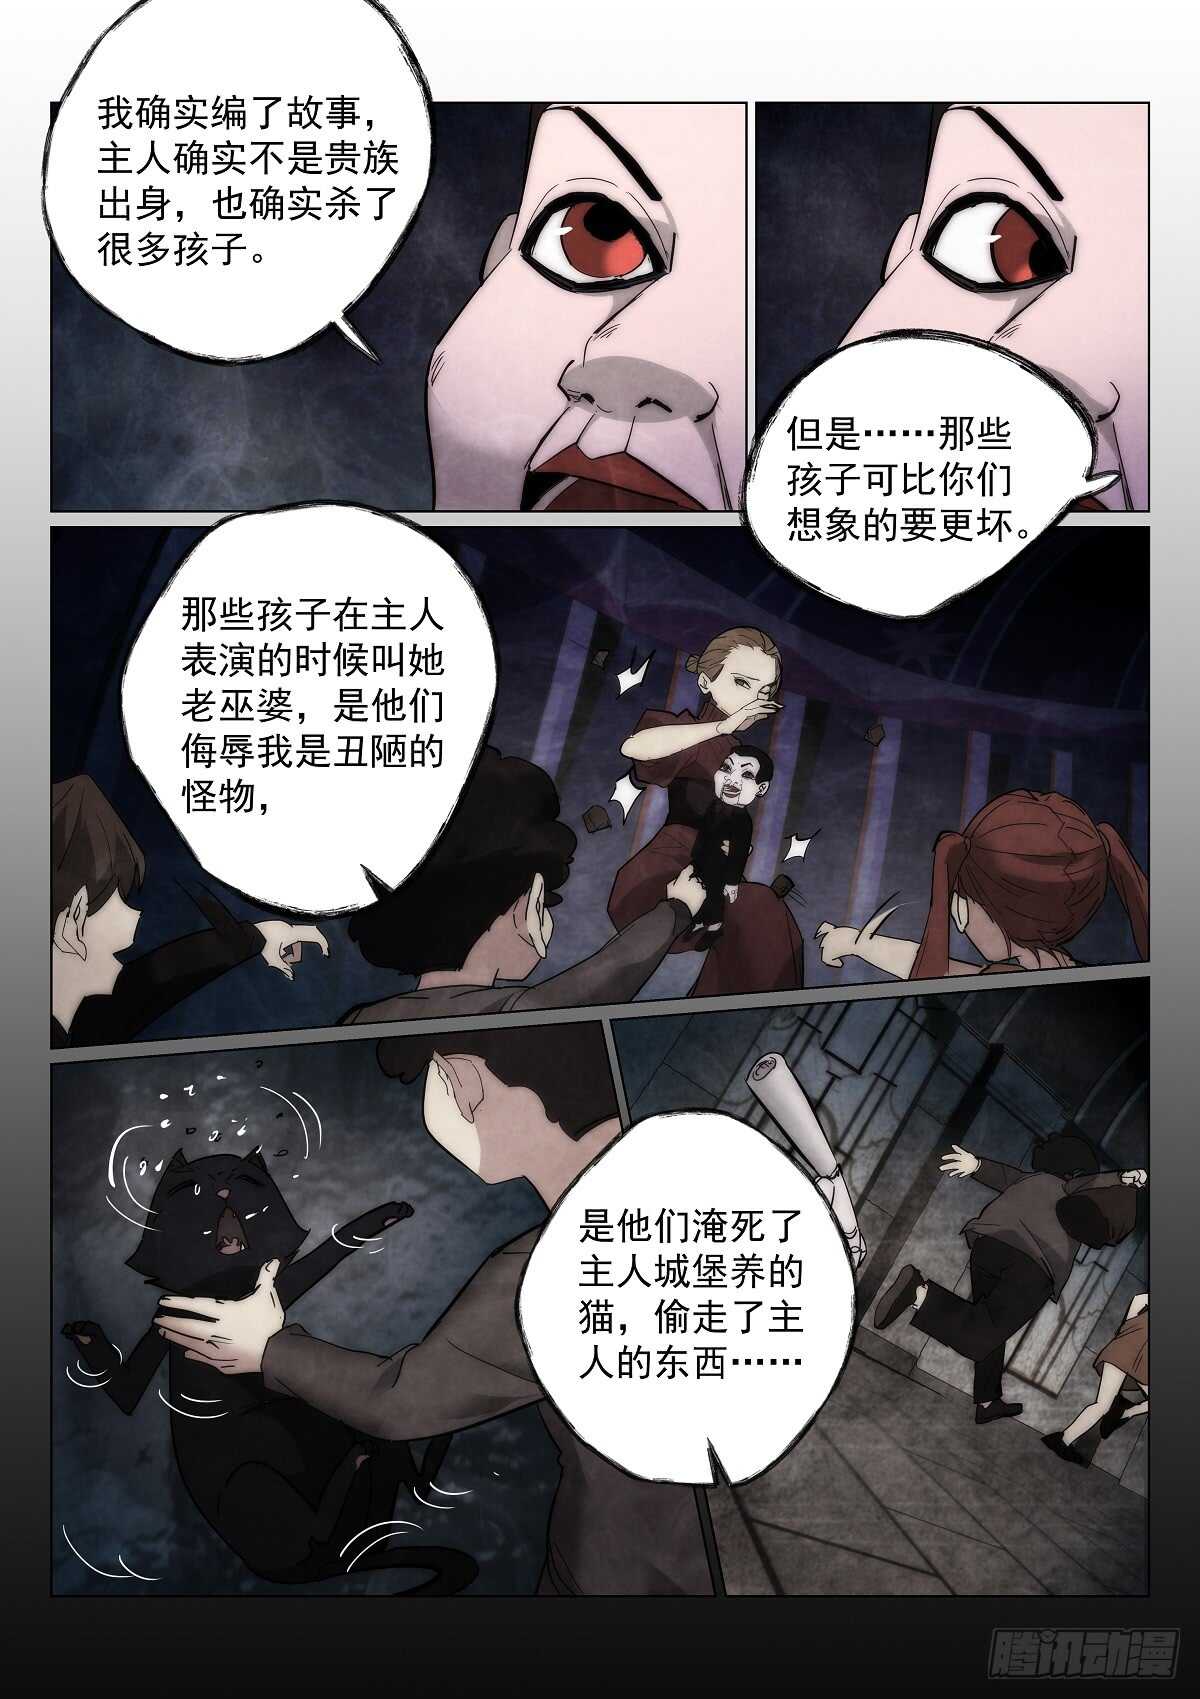 我确实编了故事，
主人确实不是贵族
出身，也确实杀了
很多孩子。
但是……那些
孩子可比你们
想象的要更坏。
那些孩子在主人
表演的时候叫她
老巫婆，是他们
侮辱我是丑陋的
怪物，
是他们淹死了
主人城堡养的
猫，偷走了主
人的东西……
腾讯动漫